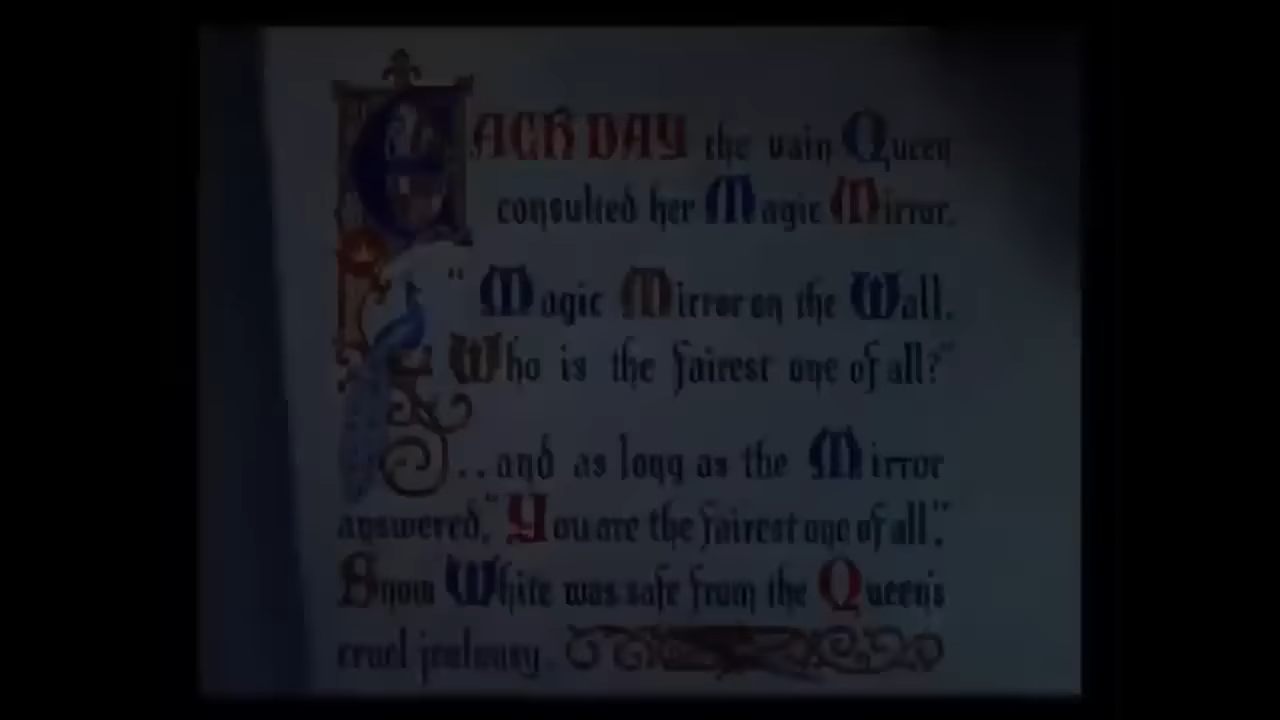 EACH DAY the vain Queen
consulted her Magic Mirror.
"Magic Mirror on the Wall,
Who is the fairest one of all?"
..and as long as the Mirror
answered, "You are the fairest one of all",
Snow White was safe from the Queen's
cruel jealousy.